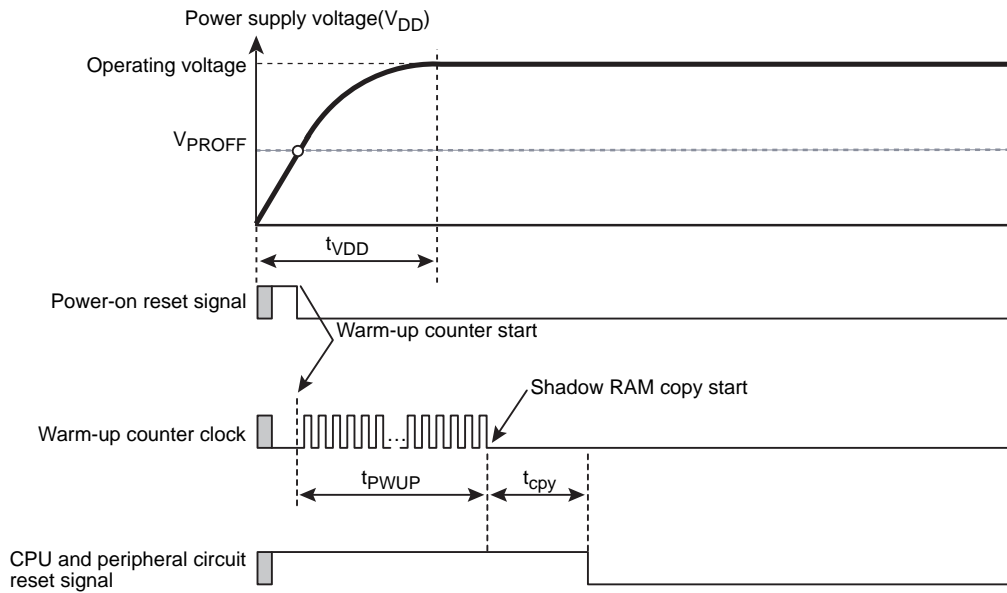 Power supply voltage(VDD)
Operating voltage
VPROFF
tVDD
Power-on reset signal
Warm-up counter start
Shadow RAM copy start
Warm-up counter clock
...
tPWUP
tcpy
CPU and peripheral circuit
reset signal